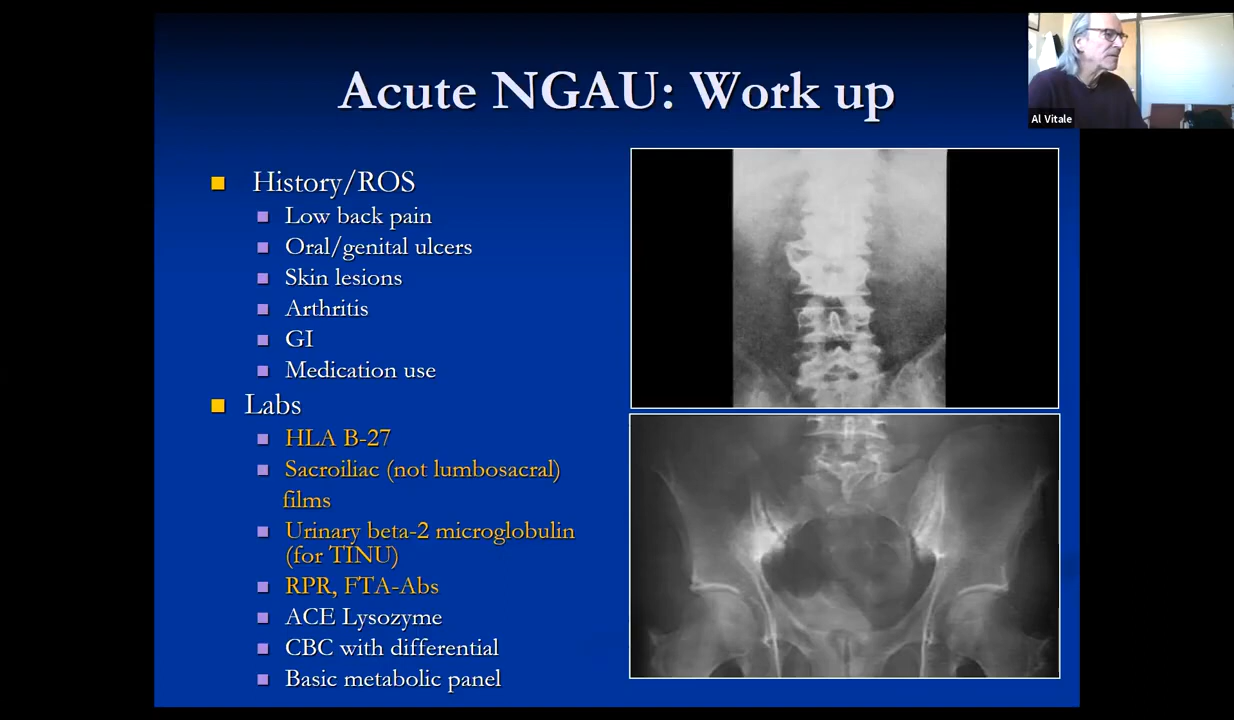 Acute NGAU: Work up
Al Vitale
History/ROS
Low back pain
Oral/genital ulcers
Skin lesions
Arthritis
GI
Medication use
Labs
HLA B-27
Sacroiliac (not lumbosacral)
films
Urinary beta-2 microglobulin
(for TINU)
RPR, FTA-Abs
ACE Lysozyme
CBC with differential
Basic metabolic panel